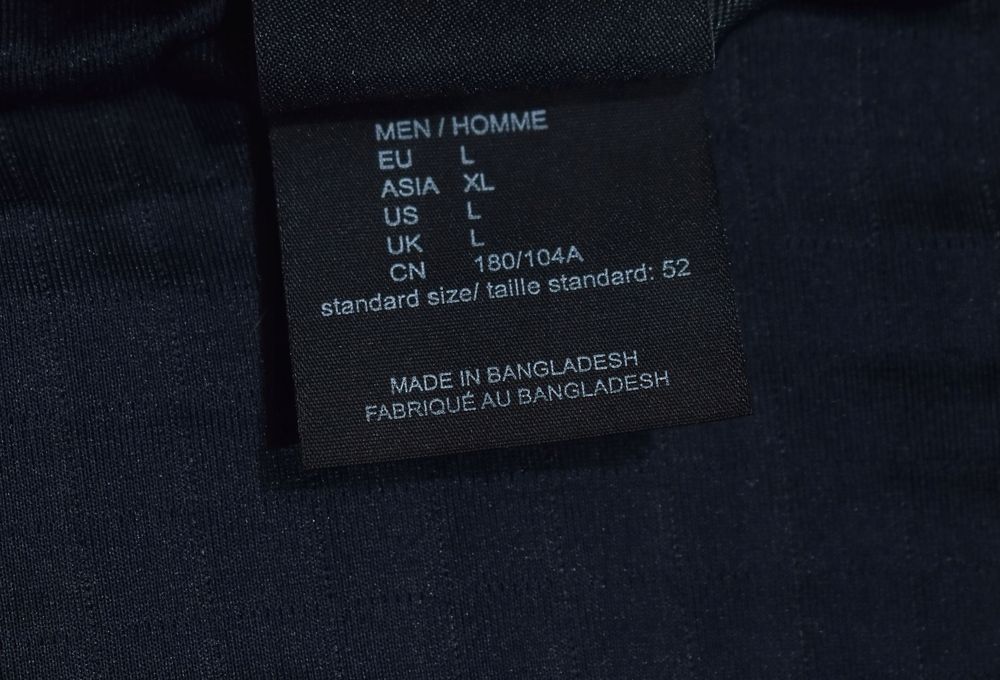 MEN / HOMME
EU L
ASIA XL
US L
UK L
CN 180/104A
standard size/ taille standard: 52
MADE IN BANGLADESH
FABRIQUÉ AU BANGLADESH